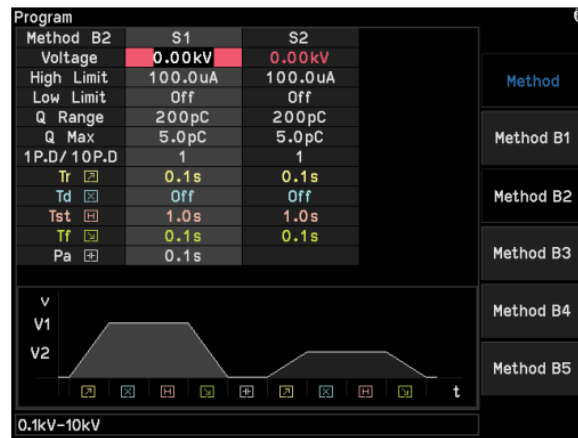 Program
Method B2 S1 S2
Voltage 0.00kV 0.00kV
High Limit 100.0uA 100.0uA
Low Limit Off Off
Q Range 200pC 200pC
Q Max 5.0pC 5.0pC
1P.D/10P.D 1 1
Tr 0.1s 0.1s
Td Off Off
Tst H 1.0s 1.0s
Tf 0.1s 0.1s
Pa 0.1s
V
V1
V2
H H t
0.1kV-10kV
Method
Method B1
Method B2
Method B3
Method B4
Method B5